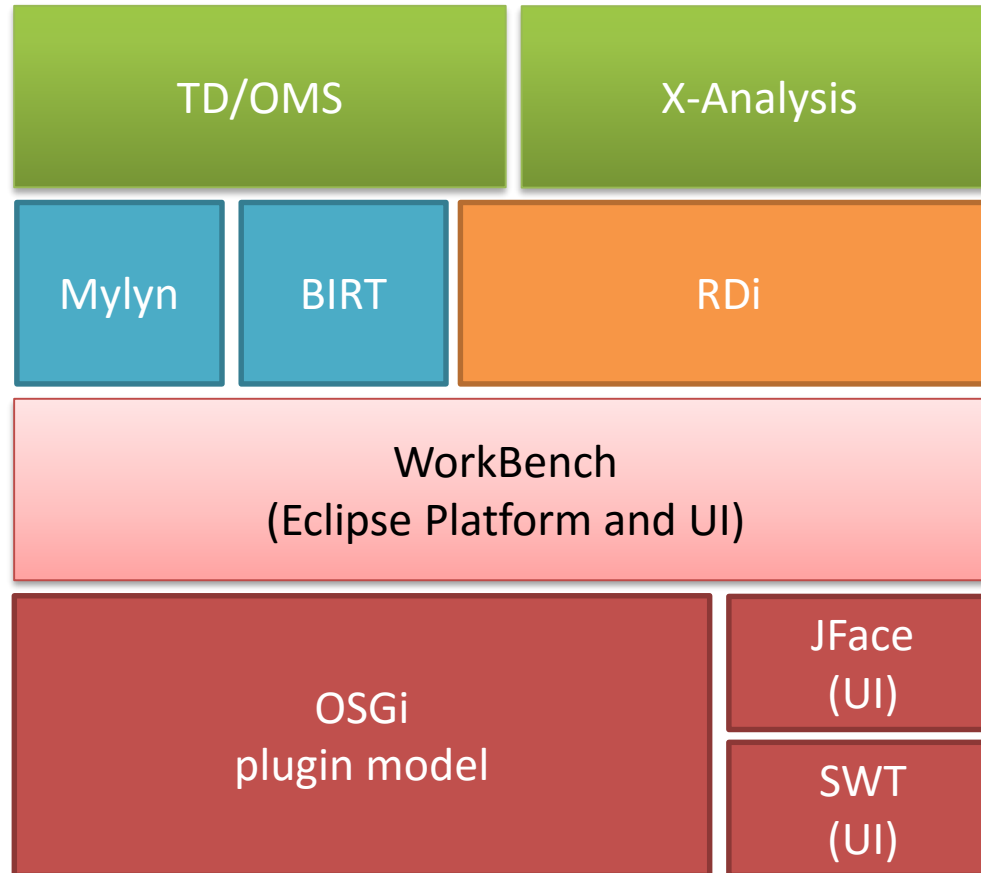 TD/OMS
X-Analysis
Mylyn
BIRT
RDi
WorkBench
(Eclipse Platform and UI)
OSGi
plugin model
JFace
(UI)
SWT
(UI)